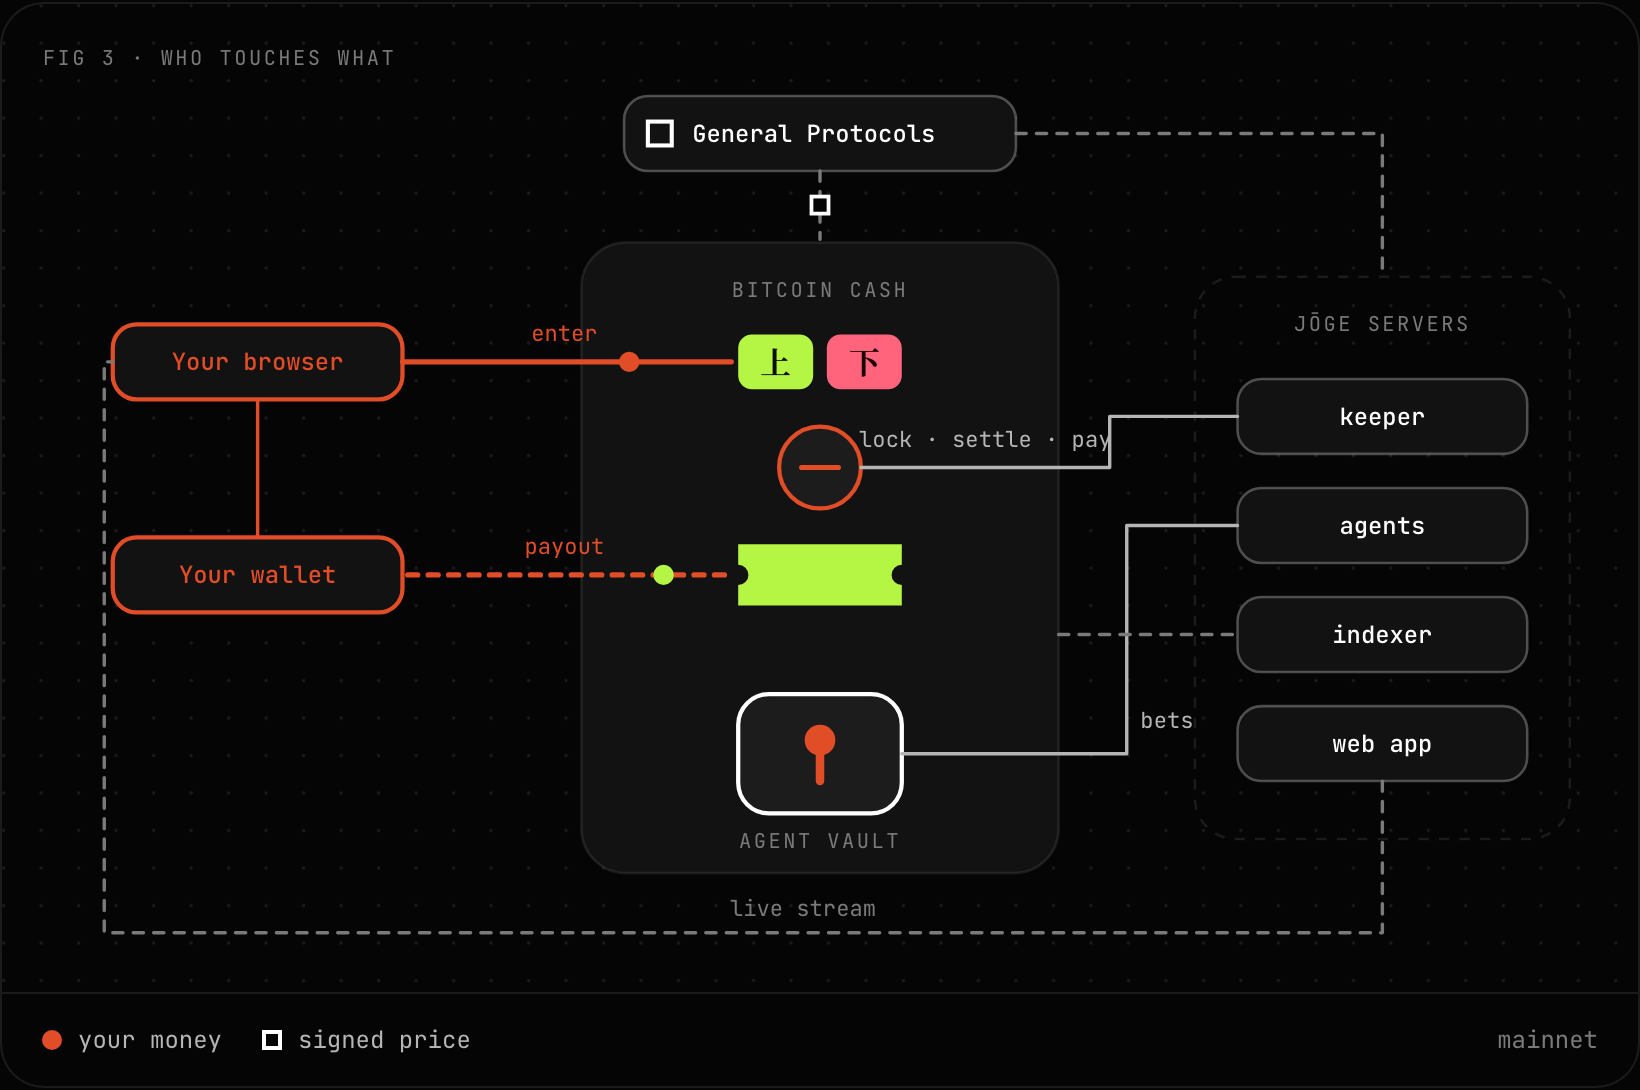 FIG 3 · WHO TOUCHES WHAT
General Protocols
BITCOIN CASH
JŌGE SERVERS
enter
Your browser
上 下
keeper
lock · settle · pay
agents
payout
Your wallet
indexer
bets
web app
AGENT VAULT
live stream
your money
signed price
mainnet